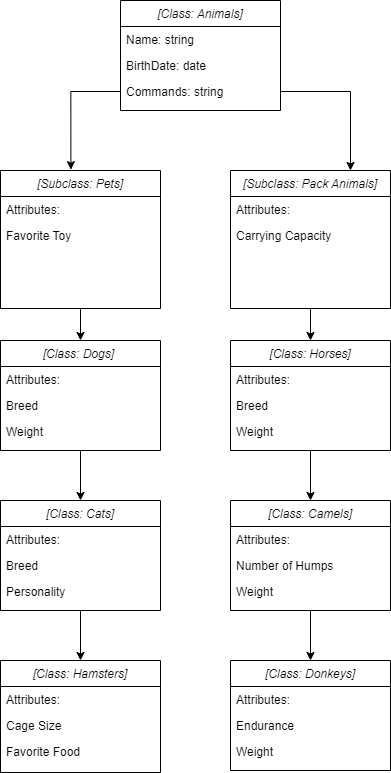 [Class: Animals]
Name: string
BirthDate: date
Commands: string
[Subclass: Pets]
Attributes:
Favorite Toy
[Subclass: Pack Animals]
Attributes:
Carrying Capacity
[Class: Dogs]
Attributes:
Breed
Weight
[Class: Horses]
Attributes:
Breed
Weight
[Class: Cats]
Attributes:
Breed
Personality
[Class: Camels]
Attributes:
Number of Humps
Weight
[Class: Hamsters]
Attributes:
Cage Size
Favorite Food
[Class: Donkeys]
Attributes:
Endurance
Weight